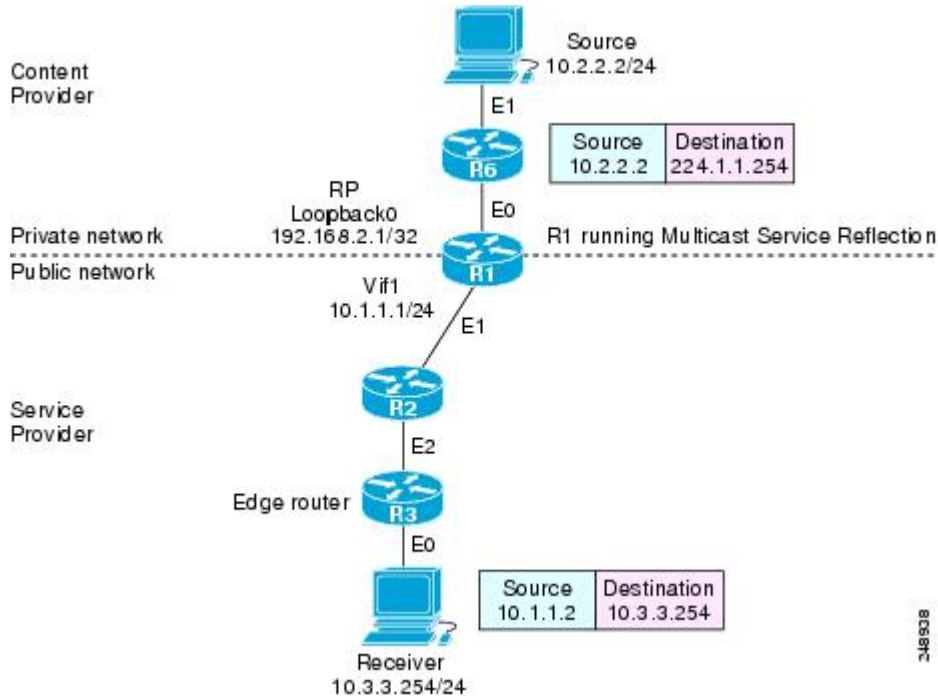 Source
10.2.2.2/24
Content
Provider
E1
Source Destination
10.2.2.2 224.1.1.254
R6
RP
Loopback0
192.168.2.1/32
E0
Private network
R1 running Multicast Service Reflection
R1
Public network
Vif1
10.1.1.1/24
E1
R2
Service
Provider
E2
Edge router
R3
E0
Source Destination
10.1.1.2 10.3.3.254
Receiver
10.3.3.254/24
248938